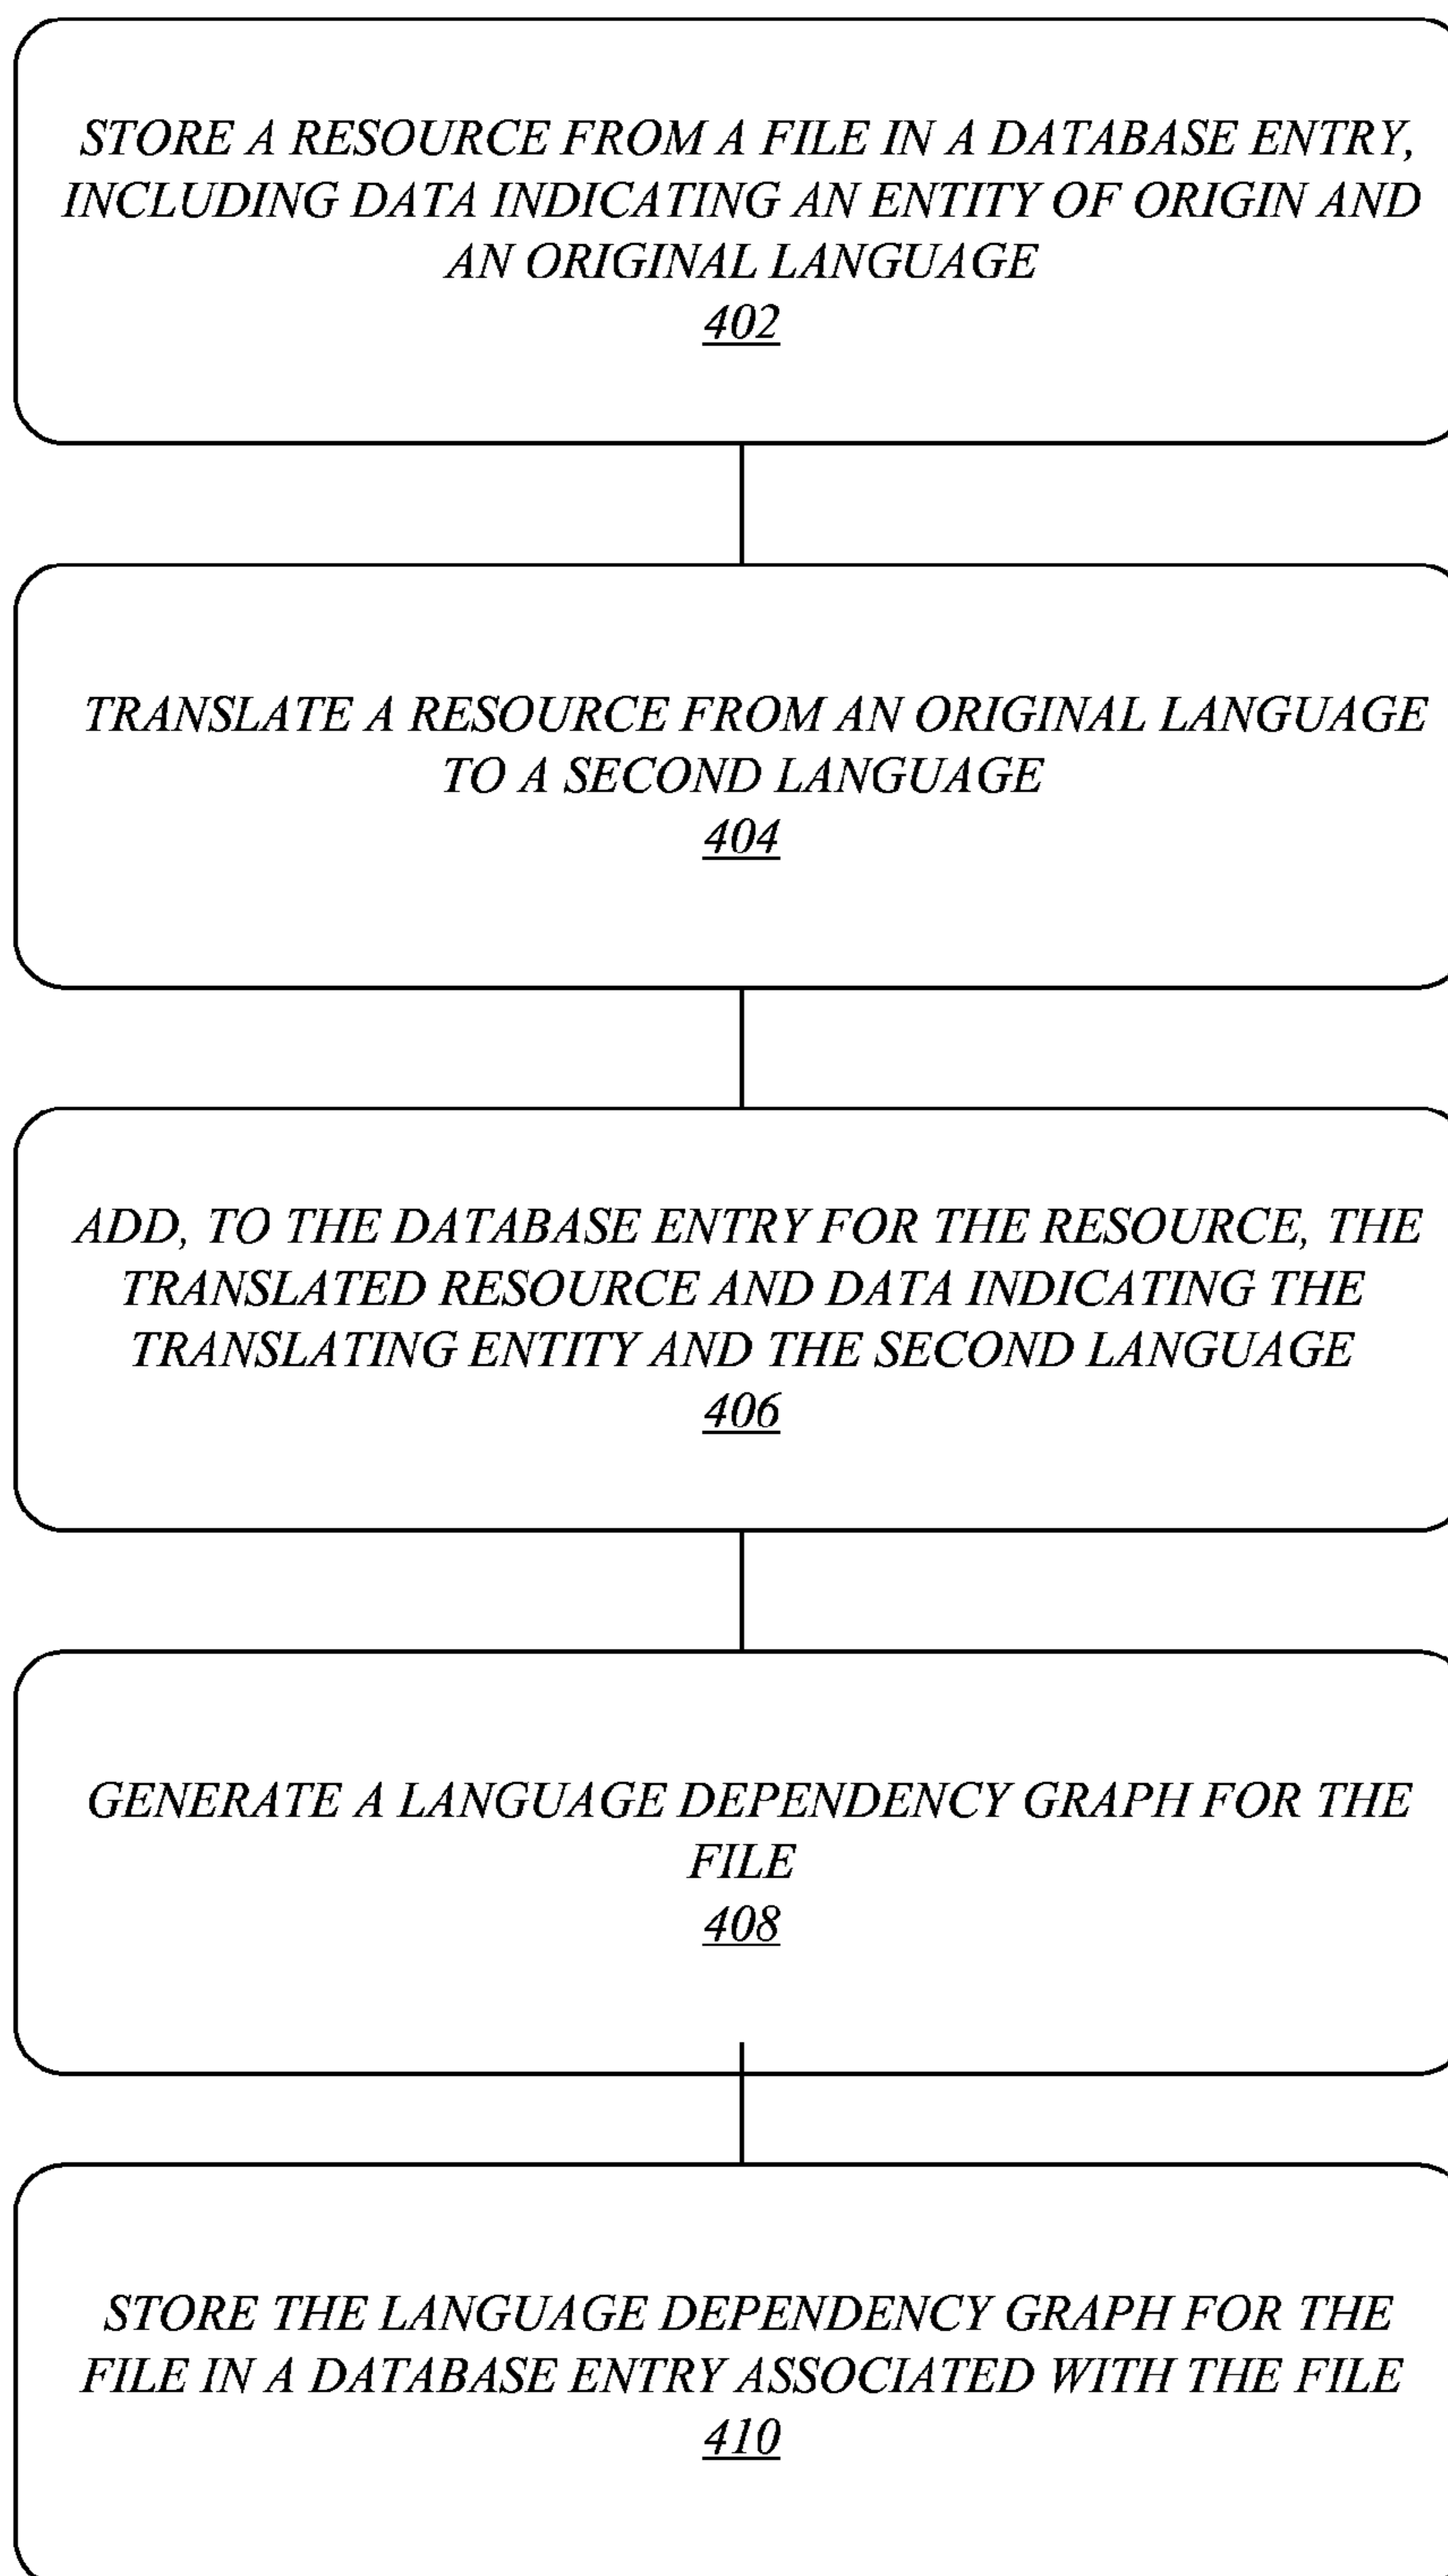 STORE A RESOURCE FROM A FILE IN A DATABASE ENTRY,
INCLUDING DATA INDICATING AN ENTITY OF ORIGIN AND
AN ORIGINAL LANGUAGE
402
TRANSLATE A RESOURCE FROM AN ORIGINAL LANGUAGE
TO A SECOND LANGUAGE
404
ADD, TO THE DATABASE ENTRY FOR THE RESOURCE, THE
TRANSLATED RESOURCE AND DATA INDICATING THE
TRANSLATING ENTITY AND THE SECOND LANGUAGE
406
GENERATE A LANGUAGE DEPENDENCY GRAPH FOR THE
FILE
408
STORE THE LANGUAGE DEPENDENCY GRAPH FOR THE
FILE IN A DATABASE ENTRY ASSOCIATED WITH THE FILE
410